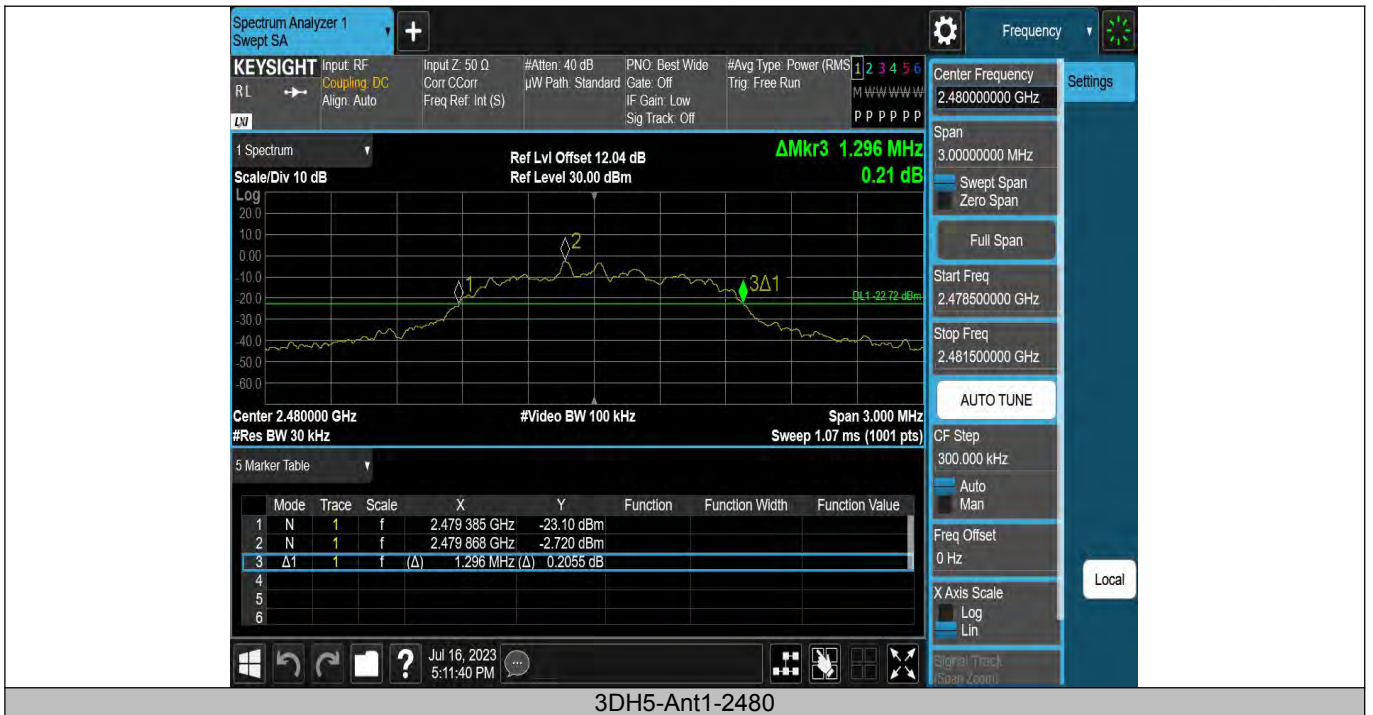 Spectrum Analyzer 1
Swept SA
+
Frequency
KEYSIGHT
RL
LXI
Input: RF
Coupling: DC
Align: Auto
Input Z: 50 Ω
Corr CCorr
Freq Ref: Int (S)
#Atten: 40 dB
µW Path: Standard
PNO: Best Wide
Gate: Off
IF Gain: Low
Sig Track: Off
#Avg Type: Power (RMS
Trig: Free Run
1 2 3 4 5 6
M W W W W W
P P P P P P
1 Spectrum
Scale/Div 10 dB
Ref Lvl Offset 12.04 dB
Ref Level 30.00 dBm
ΔMkr3 1.296 MHz
0.21 dB
Log
20.0
10.0
0.00
-10.0
-20.0
-30.0
-40.0
-50.0
-60.0
1
2
3Δ1
DL1 -22.72 dBm
Center 2.480000 GHz
#Res BW 30 kHz
#Video BW 100 kHz
Span 3.000 MHz
Sweep 1.07 ms (1001 pts)
5 Marker Table
Mode Trace Scale X Y Function Function Width Function Value
1 N 1 f 2.479 385 GHz -23.10 dBm
2 N 1 f 2.479 868 GHz -2.720 dBm
3 Δ1 1 f (Δ) 1.296 MHz (Δ) 0.2055 dB
4
5
6
Center Frequency
2.480000000 GHz
Settings
Span
3.00000000 MHz
Swept Span
Zero Span
Full Span
Start Freq
2.478500000 GHz
Stop Freq
2.481500000 GHz
AUTO TUNE
CF Step
300.000 kHz
Auto
Man
Freq Offset
0 Hz
X Axis Scale
Log
Lin
Local
Signal Track
(Span Zoom)
?
Jul 16, 2023
5:11:40 PM
3DH5-Ant1-2480